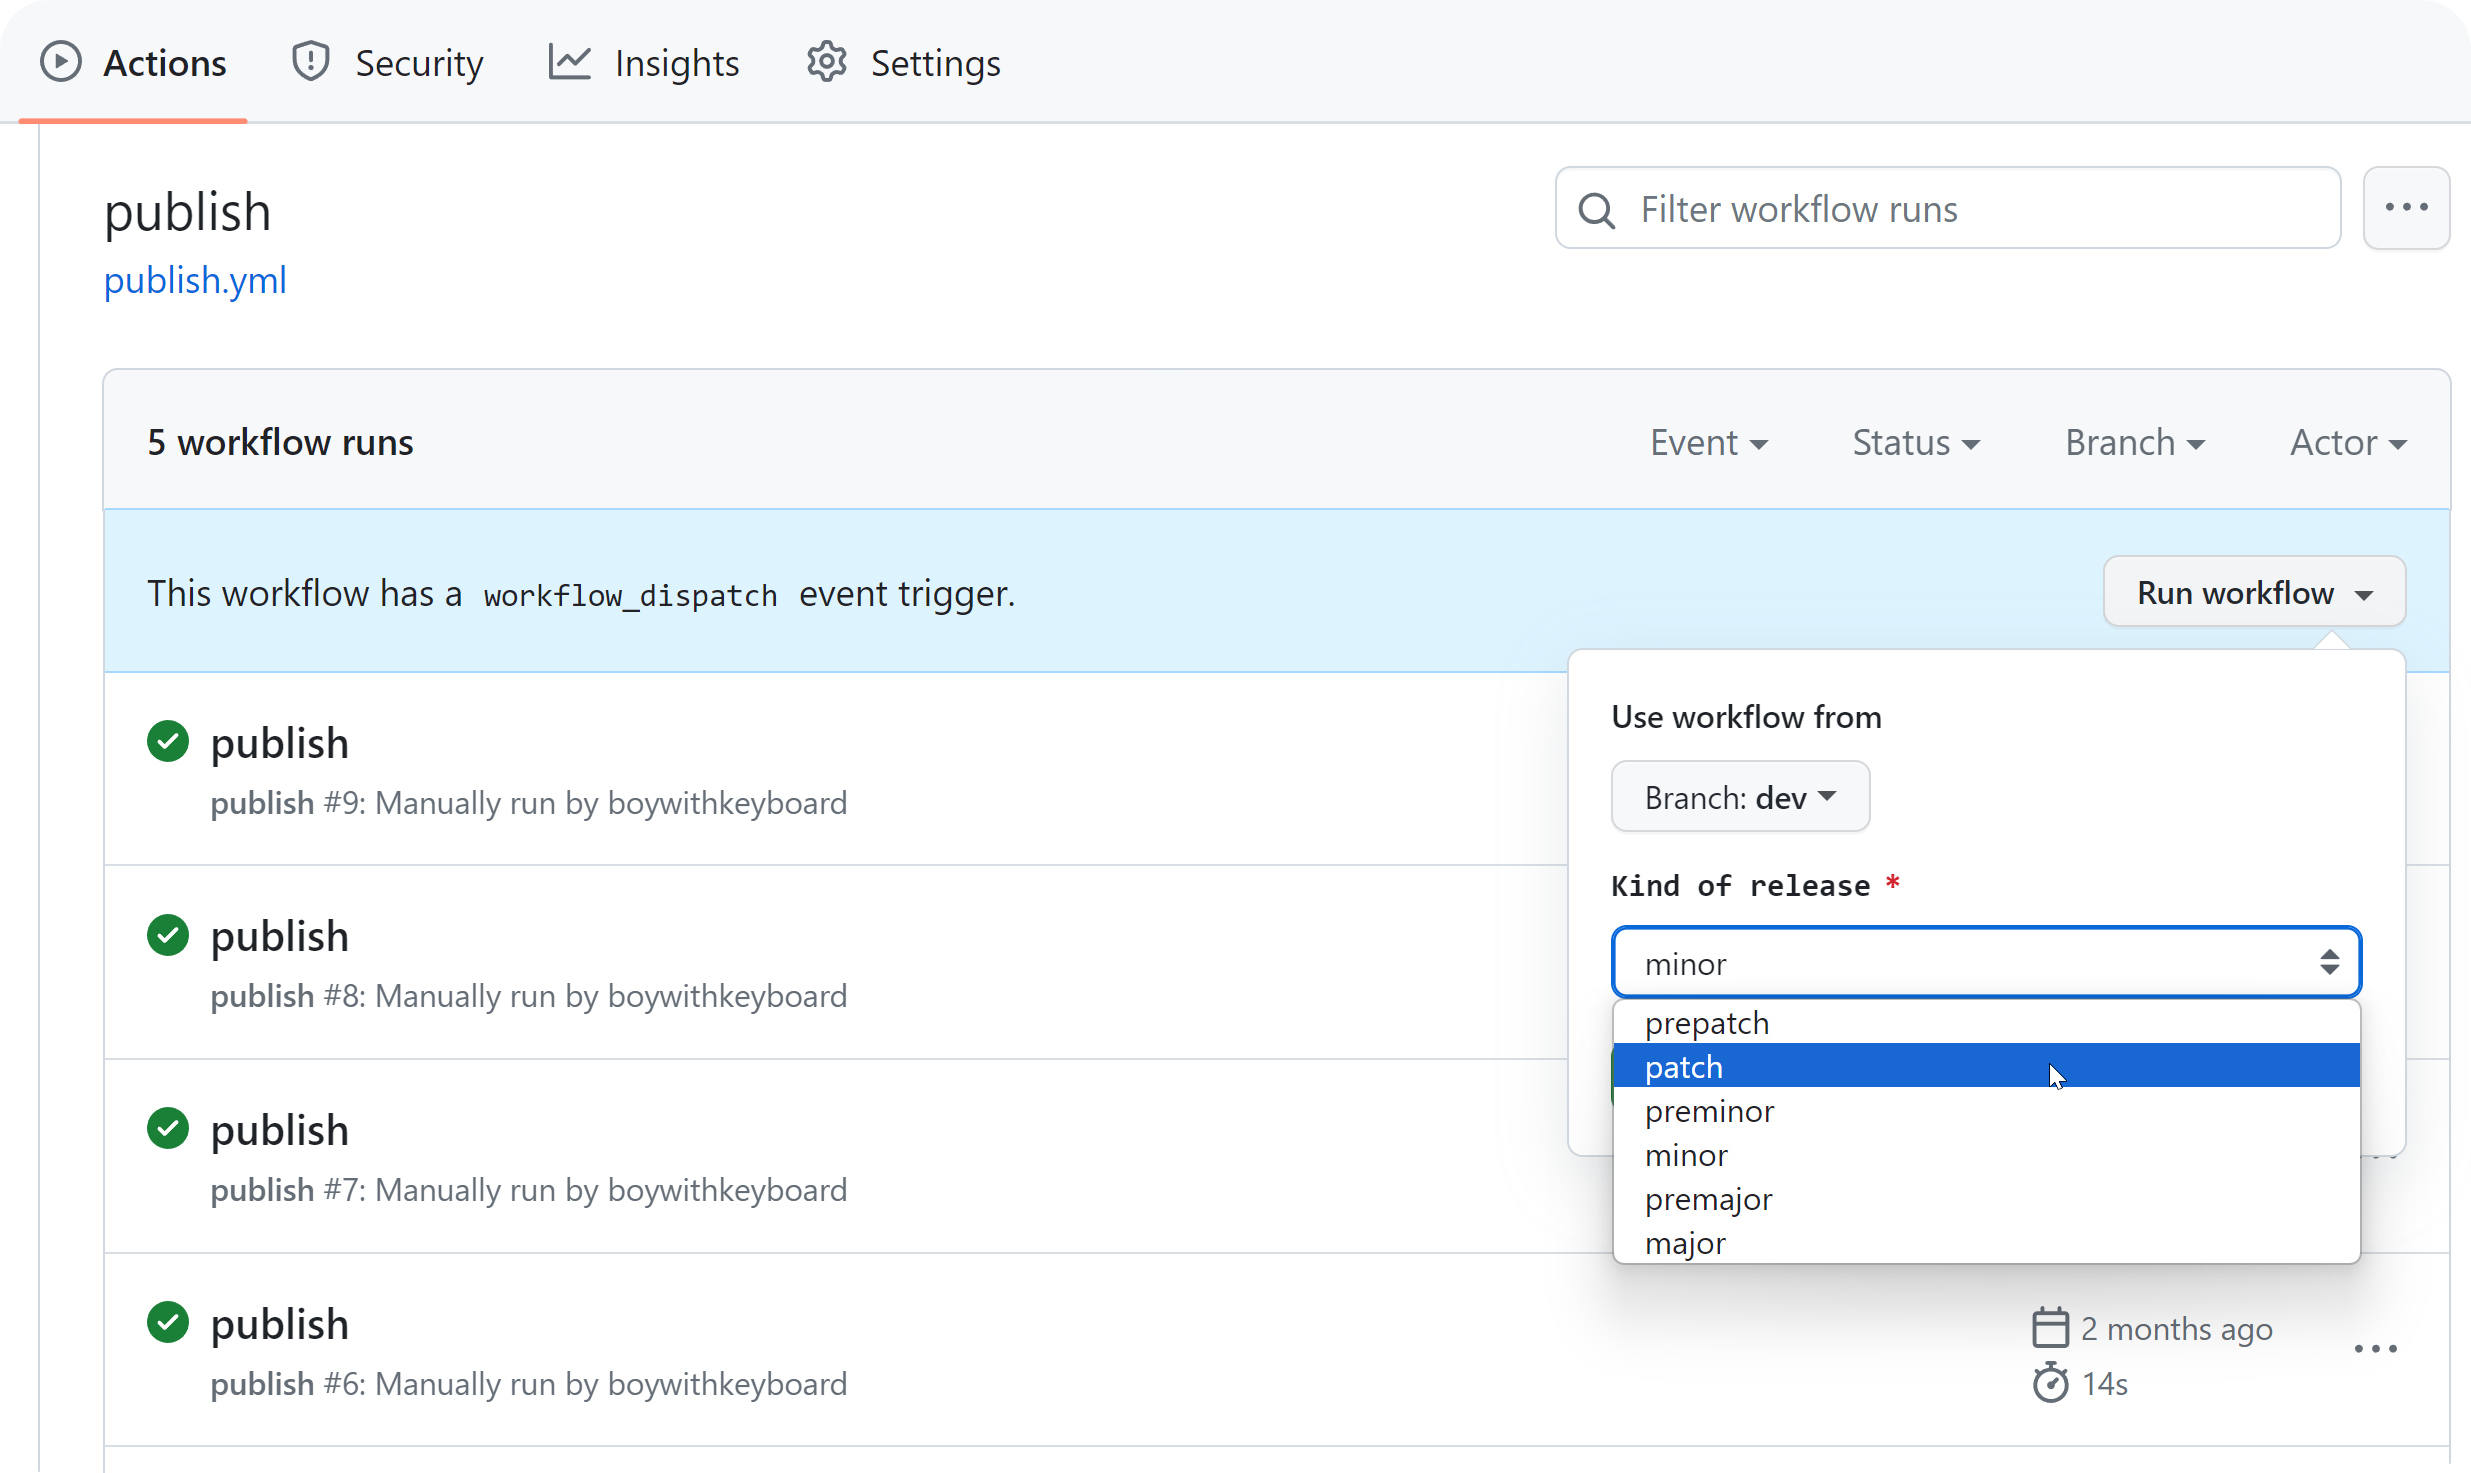 Actions Security Insights Settings
publish
publish.yml
Filter workflow runs
5 workflow runs
Event Status Branch Actor
This workflow has a workflow_dispatch event trigger.
Run workflow
Use workflow from
Branch: dev
Kind of release *
minor
prepatch
patch
preminor
minor
premajor
major
publish
publish #9: Manually run by boywithkeyboard
publish
publish #8: Manually run by boywithkeyboard
publish
publish #7: Manually run by boywithkeyboard
publish
publish #6: Manually run by boywithkeyboard
2 months ago
14s